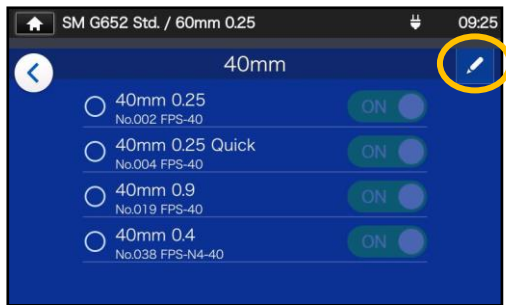 SM G652 Std. / 60mm 0.25 09:25
40mm
40mm 0.25 ON
No.002 FPS-40
40mm 0.25 Quick ON
No.004 FPS-40
40mm 0.9 ON
No.019 FPS-40
40mm 0.4 ON
No.038 FPS-N4-40